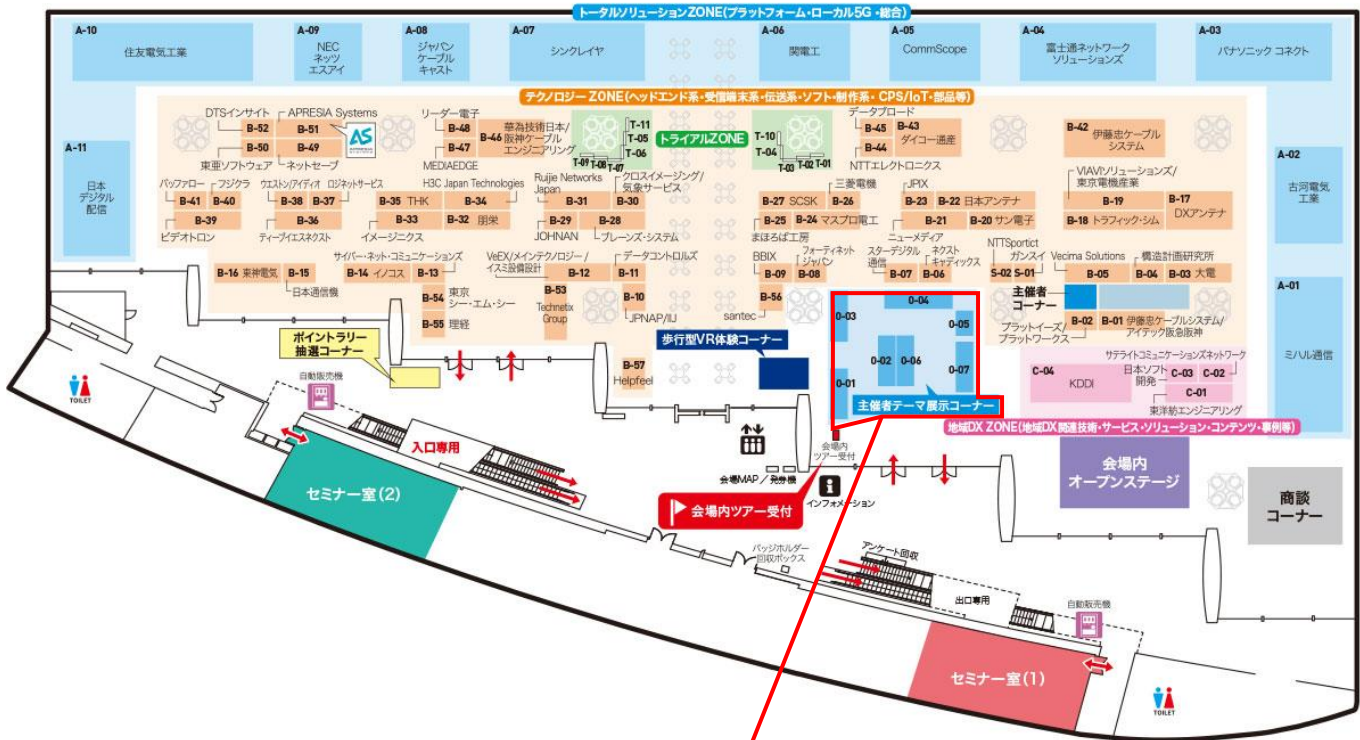 トータルソリューションZONE(プラットフォーム・ローカル5G・総合)
A-10
住友電気工業
A-09
NEC
ネッツ
エスアイ
A-08
ジャパン
ケーブル
キャスト
A-07
シンクレイヤ
A-06
関電工
A-05
CommScope
A-04
富士通ネットワーク
ソリューションズ
A-03
パナソニック コネクト
テクノロジーZONE(ヘッドエンド系・受信端末系・伝送系・ソフト・制作系・CPS/IoT・部品等)
A-11
日本
デジタル
配信
DTSインサイト
APRESIA Systems
B-52
B-51
AS
APRESIA SYSTEMS
B-50
B-49
東亜ソフトウェア
ネットセーブ
リーダー電子
B-48
B-47
B-46
華為技術日本/
阪神ケーブル
エンジニアリング
MEDIAEDGE
T-11
T-05
T-06
T-09
T-08
T-07
トライアルZONE
T-10
T-04
T-03
T-02
T-01
データブロード
B-45
B-43
ダイコー通産
B-44
NTTエレクトロニクス
B-42
伊藤忠ケーブル
システム
A-02
古河電気
工業
バッファロー
フジクラ
B-41
B-40
B-39
ビデオトロン
ウエストン/アイディオ
ロジネットサービス
B-38
B-37
B-36
ティーブイエスネクスト
H3C Japan Technologies
B-35
THK
B-34
B-33
B-32
朋栄
イメージニクス
Ruijie Networks
Japan
クロスイメージング/
気象サービス
B-31
B-30
B-29
B-28
JOHNAN
ブレーンズ・システム
三菱電機
B-27
SCSK
B-26
B-25
B-24
マスプロ電工
まほろば工房
JPIX
B-23
B-22
日本アンテナ
B-21
B-20
サン電子
ニューメディア
VIAVIソリューションズ/
東京電機産業
B-19
B-18
トラフィック・シム
B-17
DXアンテナ
B-16
東神電気
B-15
日本通信機
サイバー・ネット・コミュニケーションズ
B-14
イノコス
B-13
B-54
東京
シー・エム・シー
B-55
理経
VeEX/メインテクノロジー/
イスミ設備設計
データコントロルズ
B-12
B-11
B-53
Technetix
Group
B-10
JPNAP/IIJ
BBIX
フォーティネット
ジャパン
B-09
B-08
B-56
santec
スターデジタル
通信
ネクスト
キャディックス
B-07
B-06
NTTSportict
ガンスイ
S-02
S-01
Vecima Solutions
B-05
構造計画研究所
B-04
B-03
大電
主催者
コーナー
B-02
B-01
伊藤忠ケーブルシステム/
アイテック阪急阪神
プラットイーズ/
プラットワークス
A-01
ミハル通信
O-04
O-03
O-05
O-02
O-06
O-01
O-07
主催者テーマ展示コーナー
歩行型VR体験コーナー
ポイントラリー
抽選コーナー
B-57
Helpfeel
サテライトコミュニケーションズネットワーク
C-04
KDDI
日本ソフト
開発
C-03
C-02
C-01
東洋紡エンジニアリング
地域DX ZONE(地域DX関連技術・サービス・ソリューション・コンテンツ・事例等)
TOILET
自動販売機
入口専用
セミナー室(2)
会場MAP/発券機
会場内
ツアー受付
インフォメーション
会場内ツアー受付
会場内
オープンステージ
商談
コーナー
バッジホルダー
回収ボックス
アンケート回収
出口専用
自動販売機
セミナー室(1)
TOILET